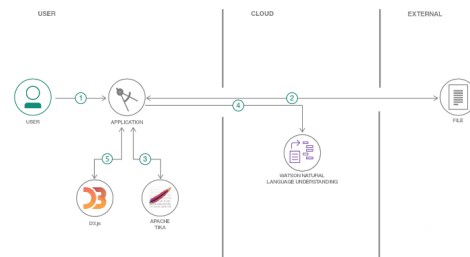 USER
CLOUD
EXTERNAL
1
2
4
USER
APPLICATION
FILE
5
3
WATSON NATURAL
LANGUAGE UNDERSTANDING
D3.js
APACHE
TIKA